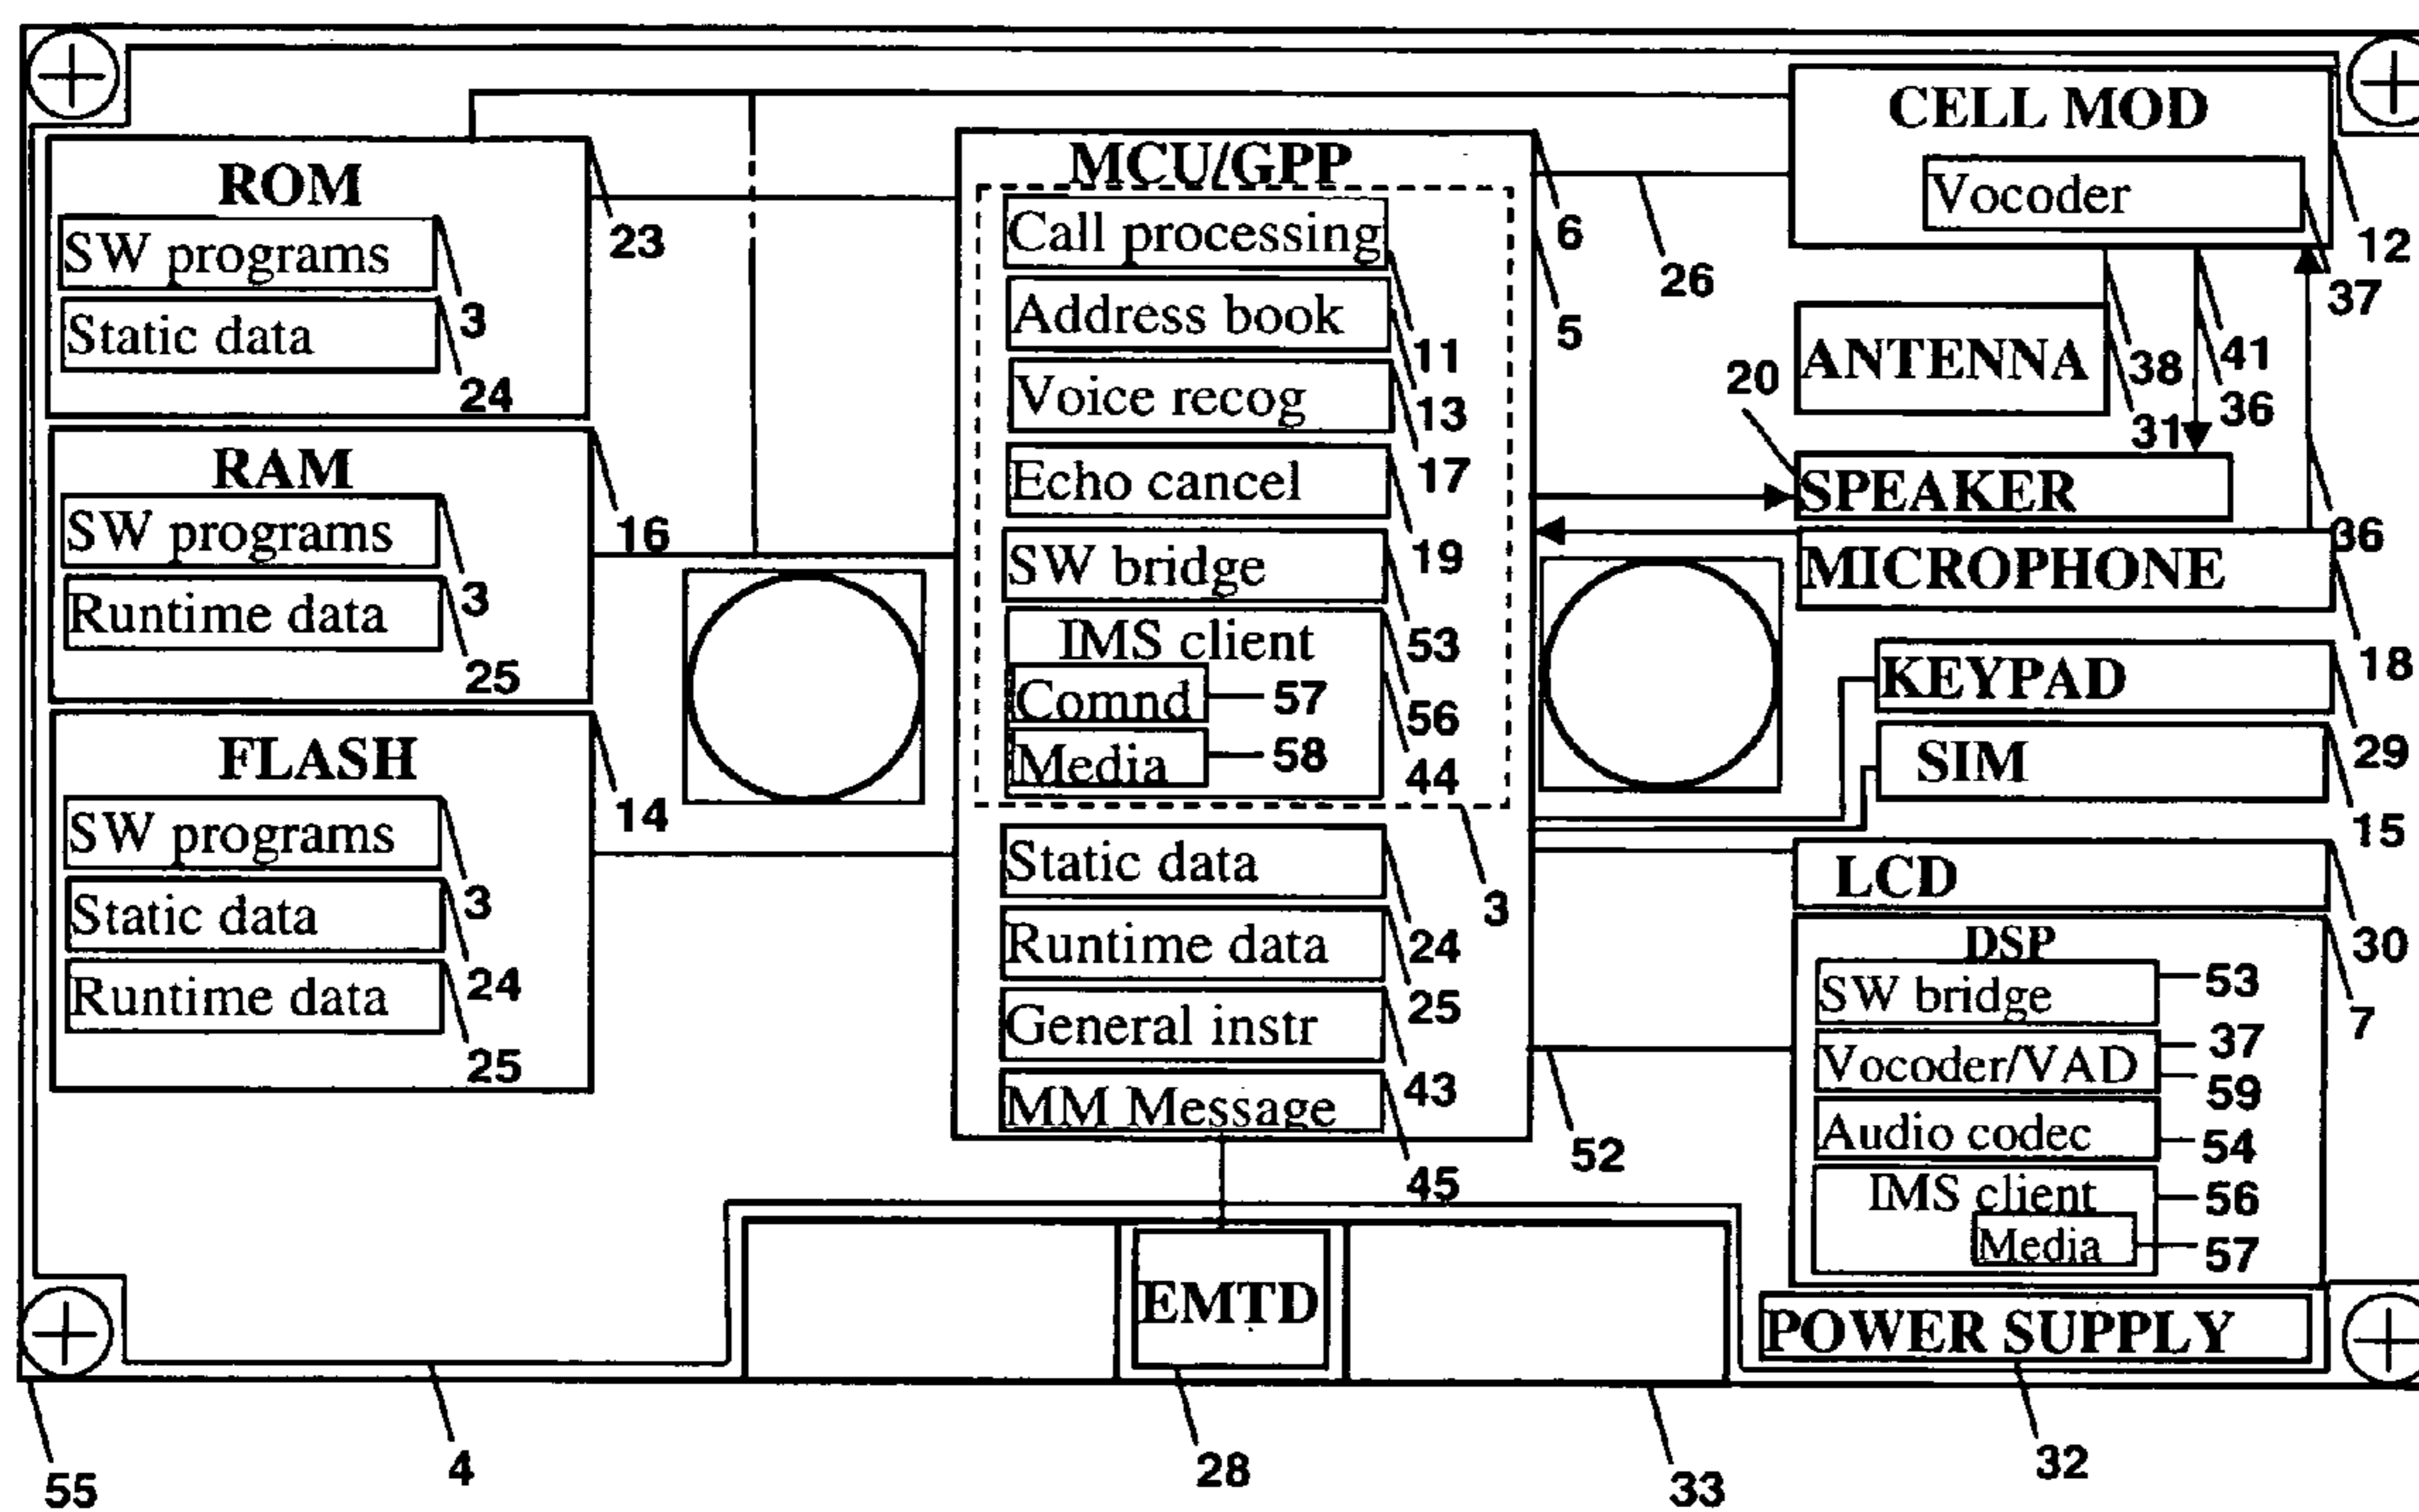 ROM
SW programs
3
Static data
24
23
RAM
SW programs
3
Runtime data
25
16
FLASH
SW programs
3
Static data
24
Runtime data
25
14
MCU/GPP
Call processing
11
Address book
13
Voice recog
17
Echo cancel
19
SW bridge
53
IMS client
56
44
Comnd
57
Media
58
3
Static data
24
Runtime data
25
General instr
43
MM Message
45
6
5
26
52
CELL MOD
Vocoder
12
37
ANTENNA
38
31
41
36
20
SPEAKER
36
MICROPHONE
18
KEYPAD
29
SIM
15
LCD
30
DSP
7
SW bridge
53
Vocoder/VAD
37
59
Audio codec
54
IMS client
56
Media
57
EMTD
POWER SUPPLY
55
4
28
33
32